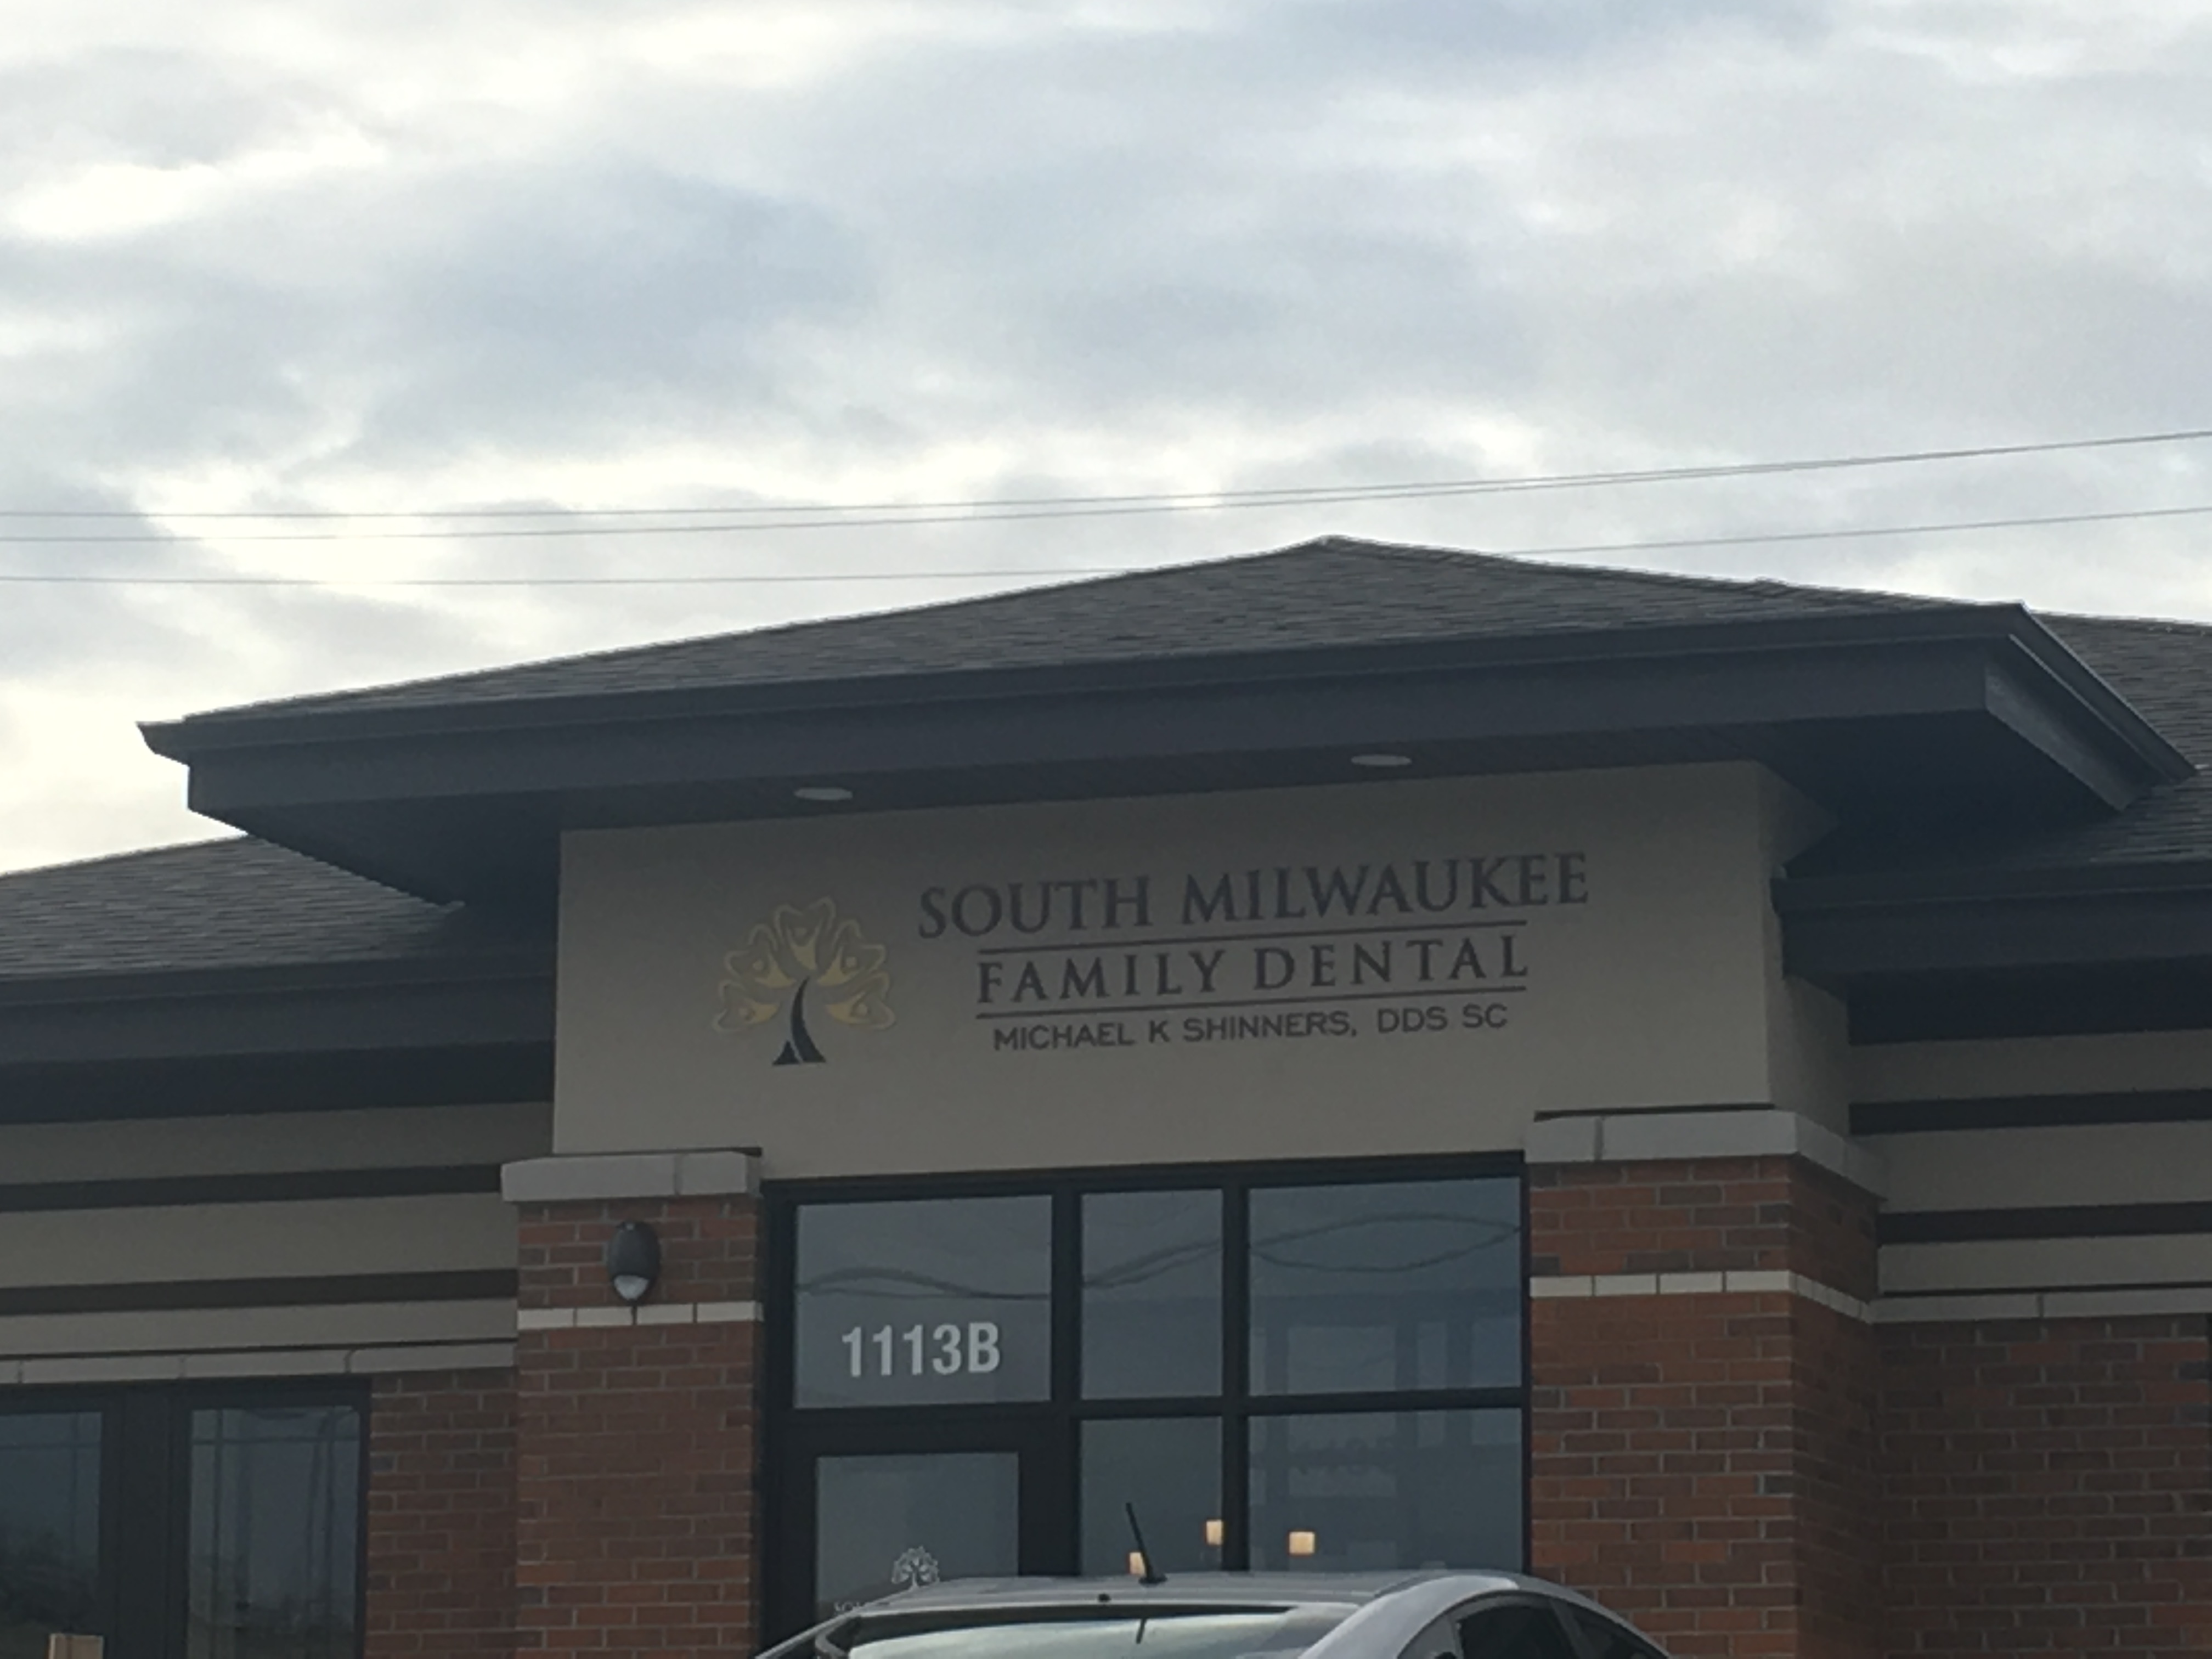 SOUTH MILWAUKEE
FAMILY DENTAL
MICHAEL K SHINNERS, DDS SC
1113B